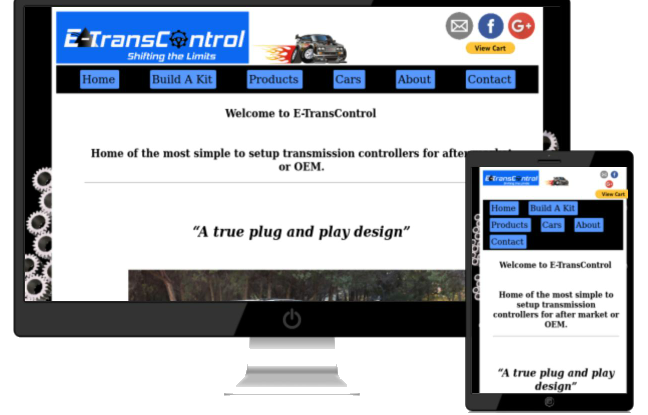 E-TransControl
Shifting the Limits
G+
View Cart
Home Build A Kit Products Cars About Contact
Welcome to E-TransControl
Home of the most simple to setup transmission controllers for after market
or OEM.
"A true plug and play design"
E-TransControl
Shifting the Limits
View Cart
Home Build A Kit
Products Cars About
Contact
Welcome to E-TransControl
Home of the most simple to
setup transmission
controllers for after market or
OEM.
"A true plug and play
design"